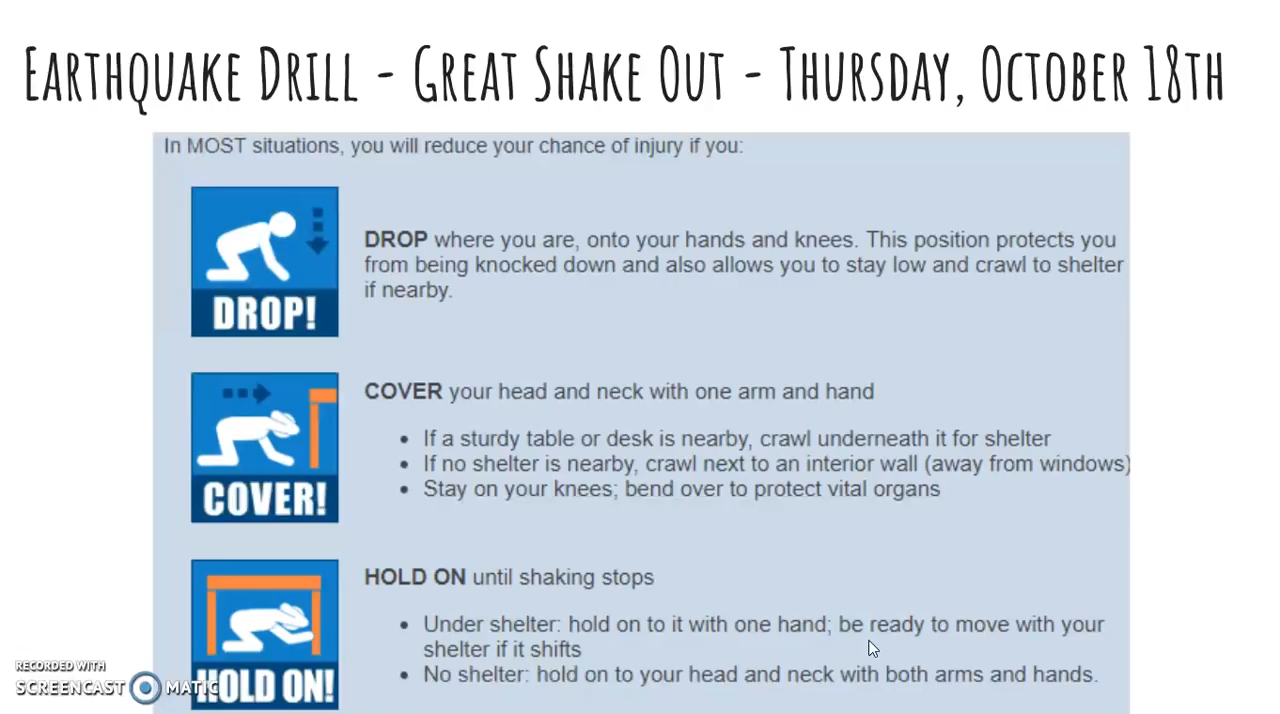 Earthquake Drill - Great Shake Out - Thursday, October 18th
In MOST situations, you will reduce your chance of injury if you:
DROP where you are, onto your hands and knees. This position protects you
from being knocked down and also allows you to stay low and crawl to shelter
if nearby.
DROP!
COVER your head and neck with one arm and hand
• If a sturdy table or desk is nearby, crawl underneath it for shelter
• If no shelter is nearby, crawl next to an interior wall (away from windows)
• Stay on your knees; bend over to protect vital organs
COVER!
HOLD ON until shaking stops
• Under shelter: hold on to it with one hand; be ready to move with your
shelter if it shifts
• No shelter: hold on to your head and neck with both arms and hands.
HOLD ON!
RECORDED WITH
SCREENCAST MATIC